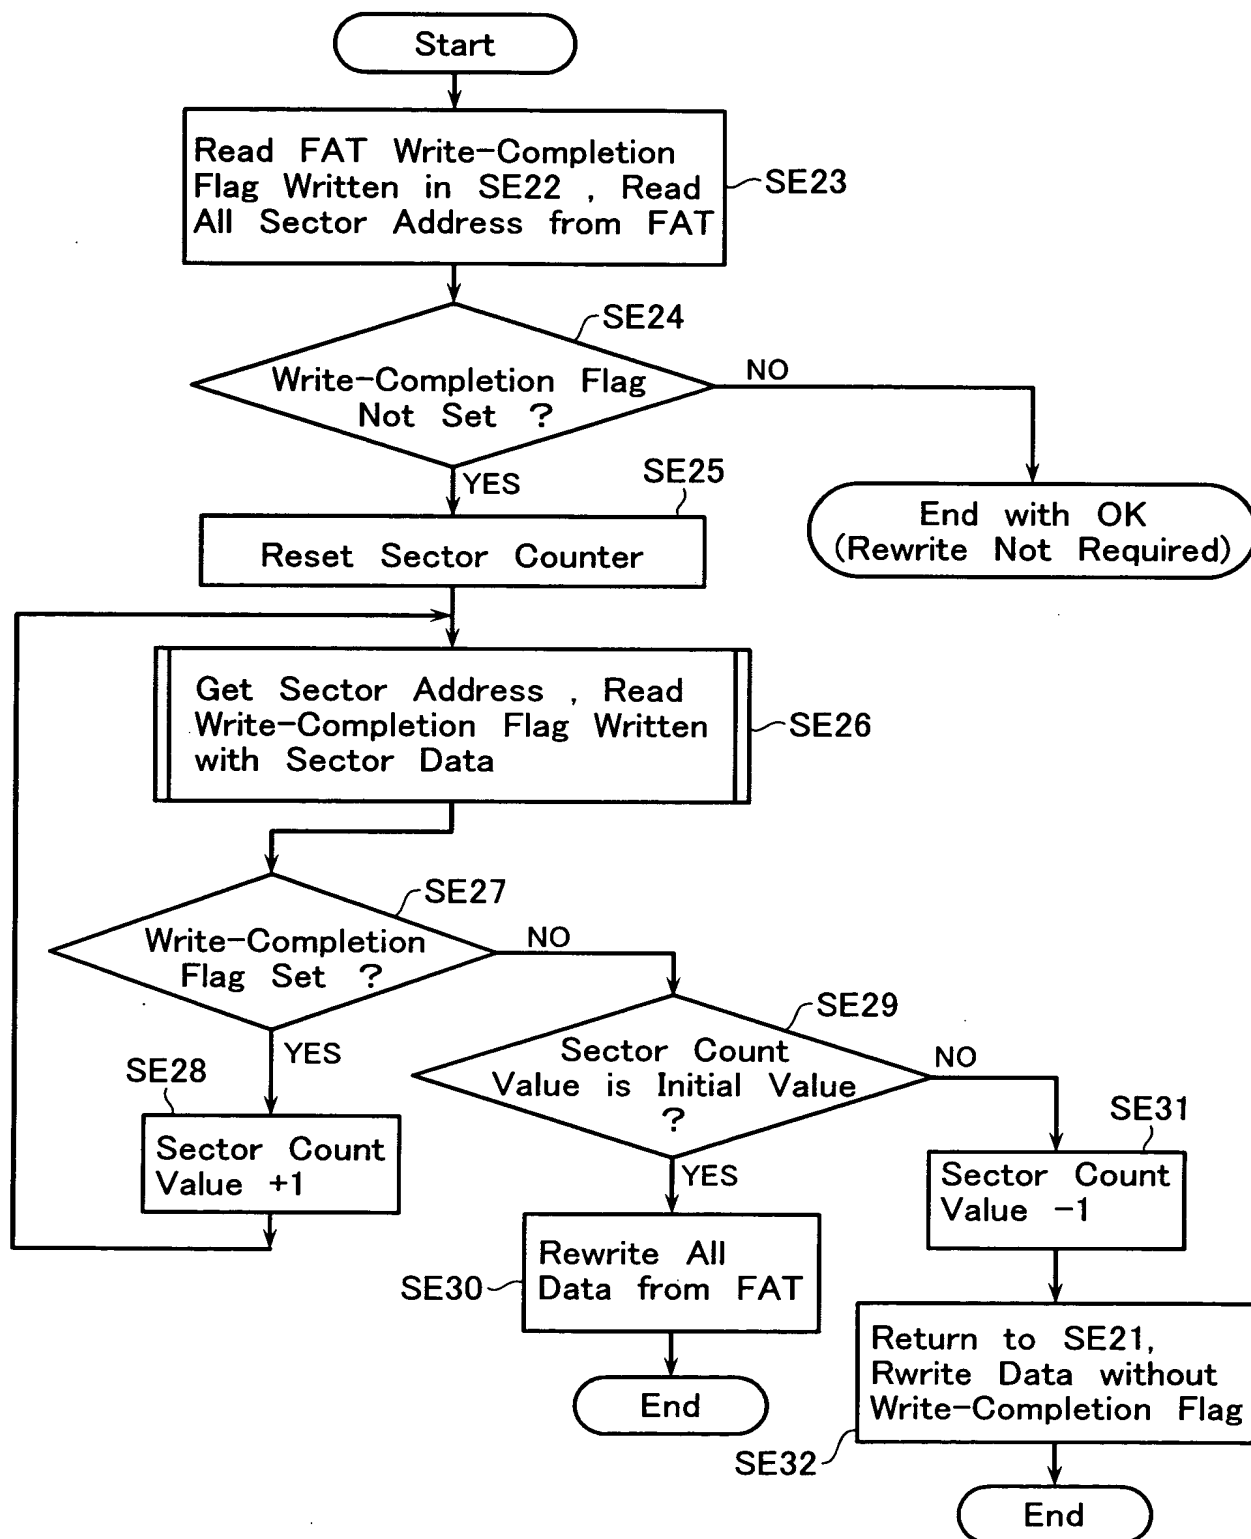 Start
Read FAT Write-Completion
Flag Written in SE22 , Read
All Sector Address from FAT
SE23
SE24
Write-Completion Flag
Not Set ?
NO
YES
SE25
Reset Sector Counter
End with OK
(Rewrite Not Required)
Get Sector Address , Read
Write-Completion Flag Written
with Sector Data
SE26
SE27
Write-Completion
Flag Set ?
NO
YES
SE28
Sector Count
Value +1
SE29
Sector Count
Value is Initial Value
?
NO
YES
SE30
Rewrite All
Data from FAT
End
SE31
Sector Count
Value -1
Return to SE21,
Rwrite Data without
Write-Completion Flag
SE32
End